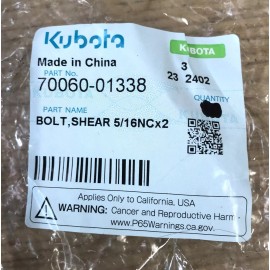 Kubota
KUBOTA
Made in China
3
23 2402
PART No.
70060-01338
QUANTITY
PART NAME
BOLT,SHEAR 5/16NCx2
Applies Only to California, USA
WARNING: Cancer and Reproductive Harm
www.P65Warnings.ca.gov.